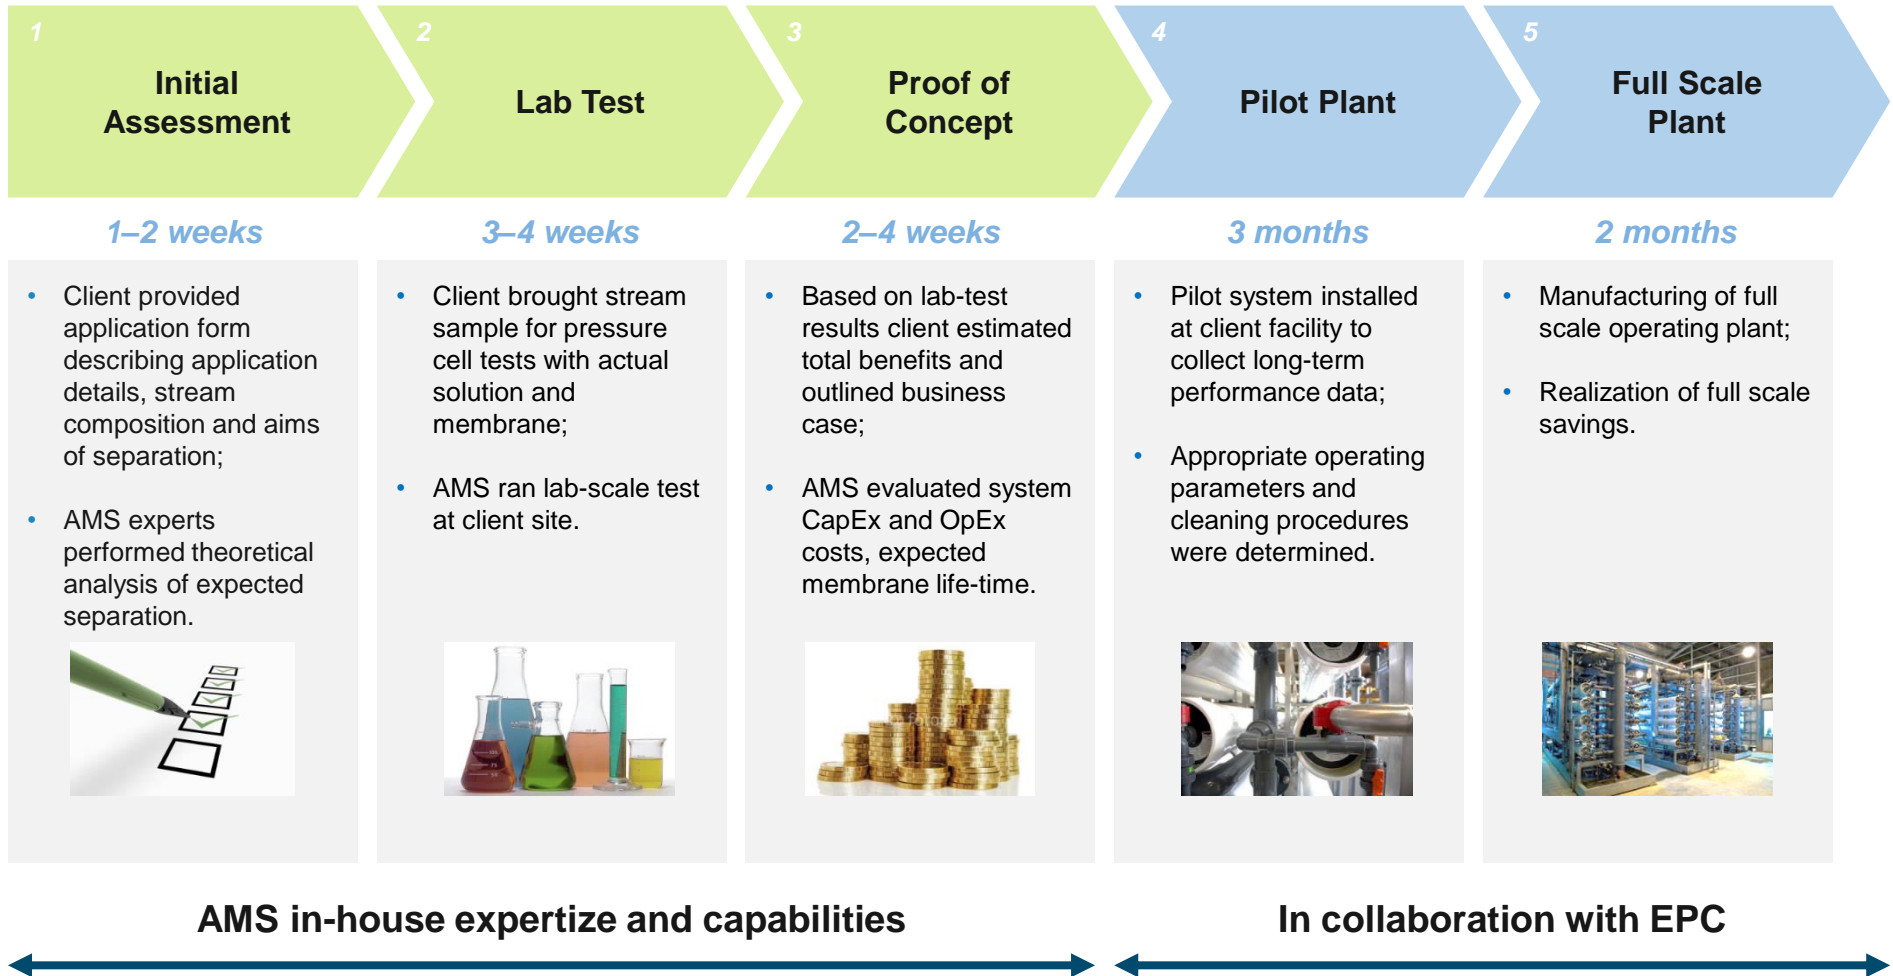 1
Initial
Assessment
2
Lab Test
3
Proof of
Concept
4
Pilot Plant
5
Full Scale
Plant
1–2 weeks
3–4 weeks
2–4 weeks
3 months
2 months
• Client provided
application form
describing application
details, stream
composition and aims
of separation;
• AMS experts
performed theoretical
analysis of expected
separation.
• Client brought stream
sample for pressure
cell tests with actual
solution and
membrane;
• AMS ran lab-scale test
at client site.
• Based on lab-test
results client estimated
total benefits and
outlined business
case;
• AMS evaluated system
CapEx and OpEx
costs, expected
membrane life-time.
• Pilot system installed
at client facility to
collect long-term
performance data;
• Appropriate operating
parameters and
cleaning procedures
were determined.
• Manufacturing of full
scale operating plant;
• Realization of full scale
savings.
AMS in-house expertize and capabilities
In collaboration with EPC